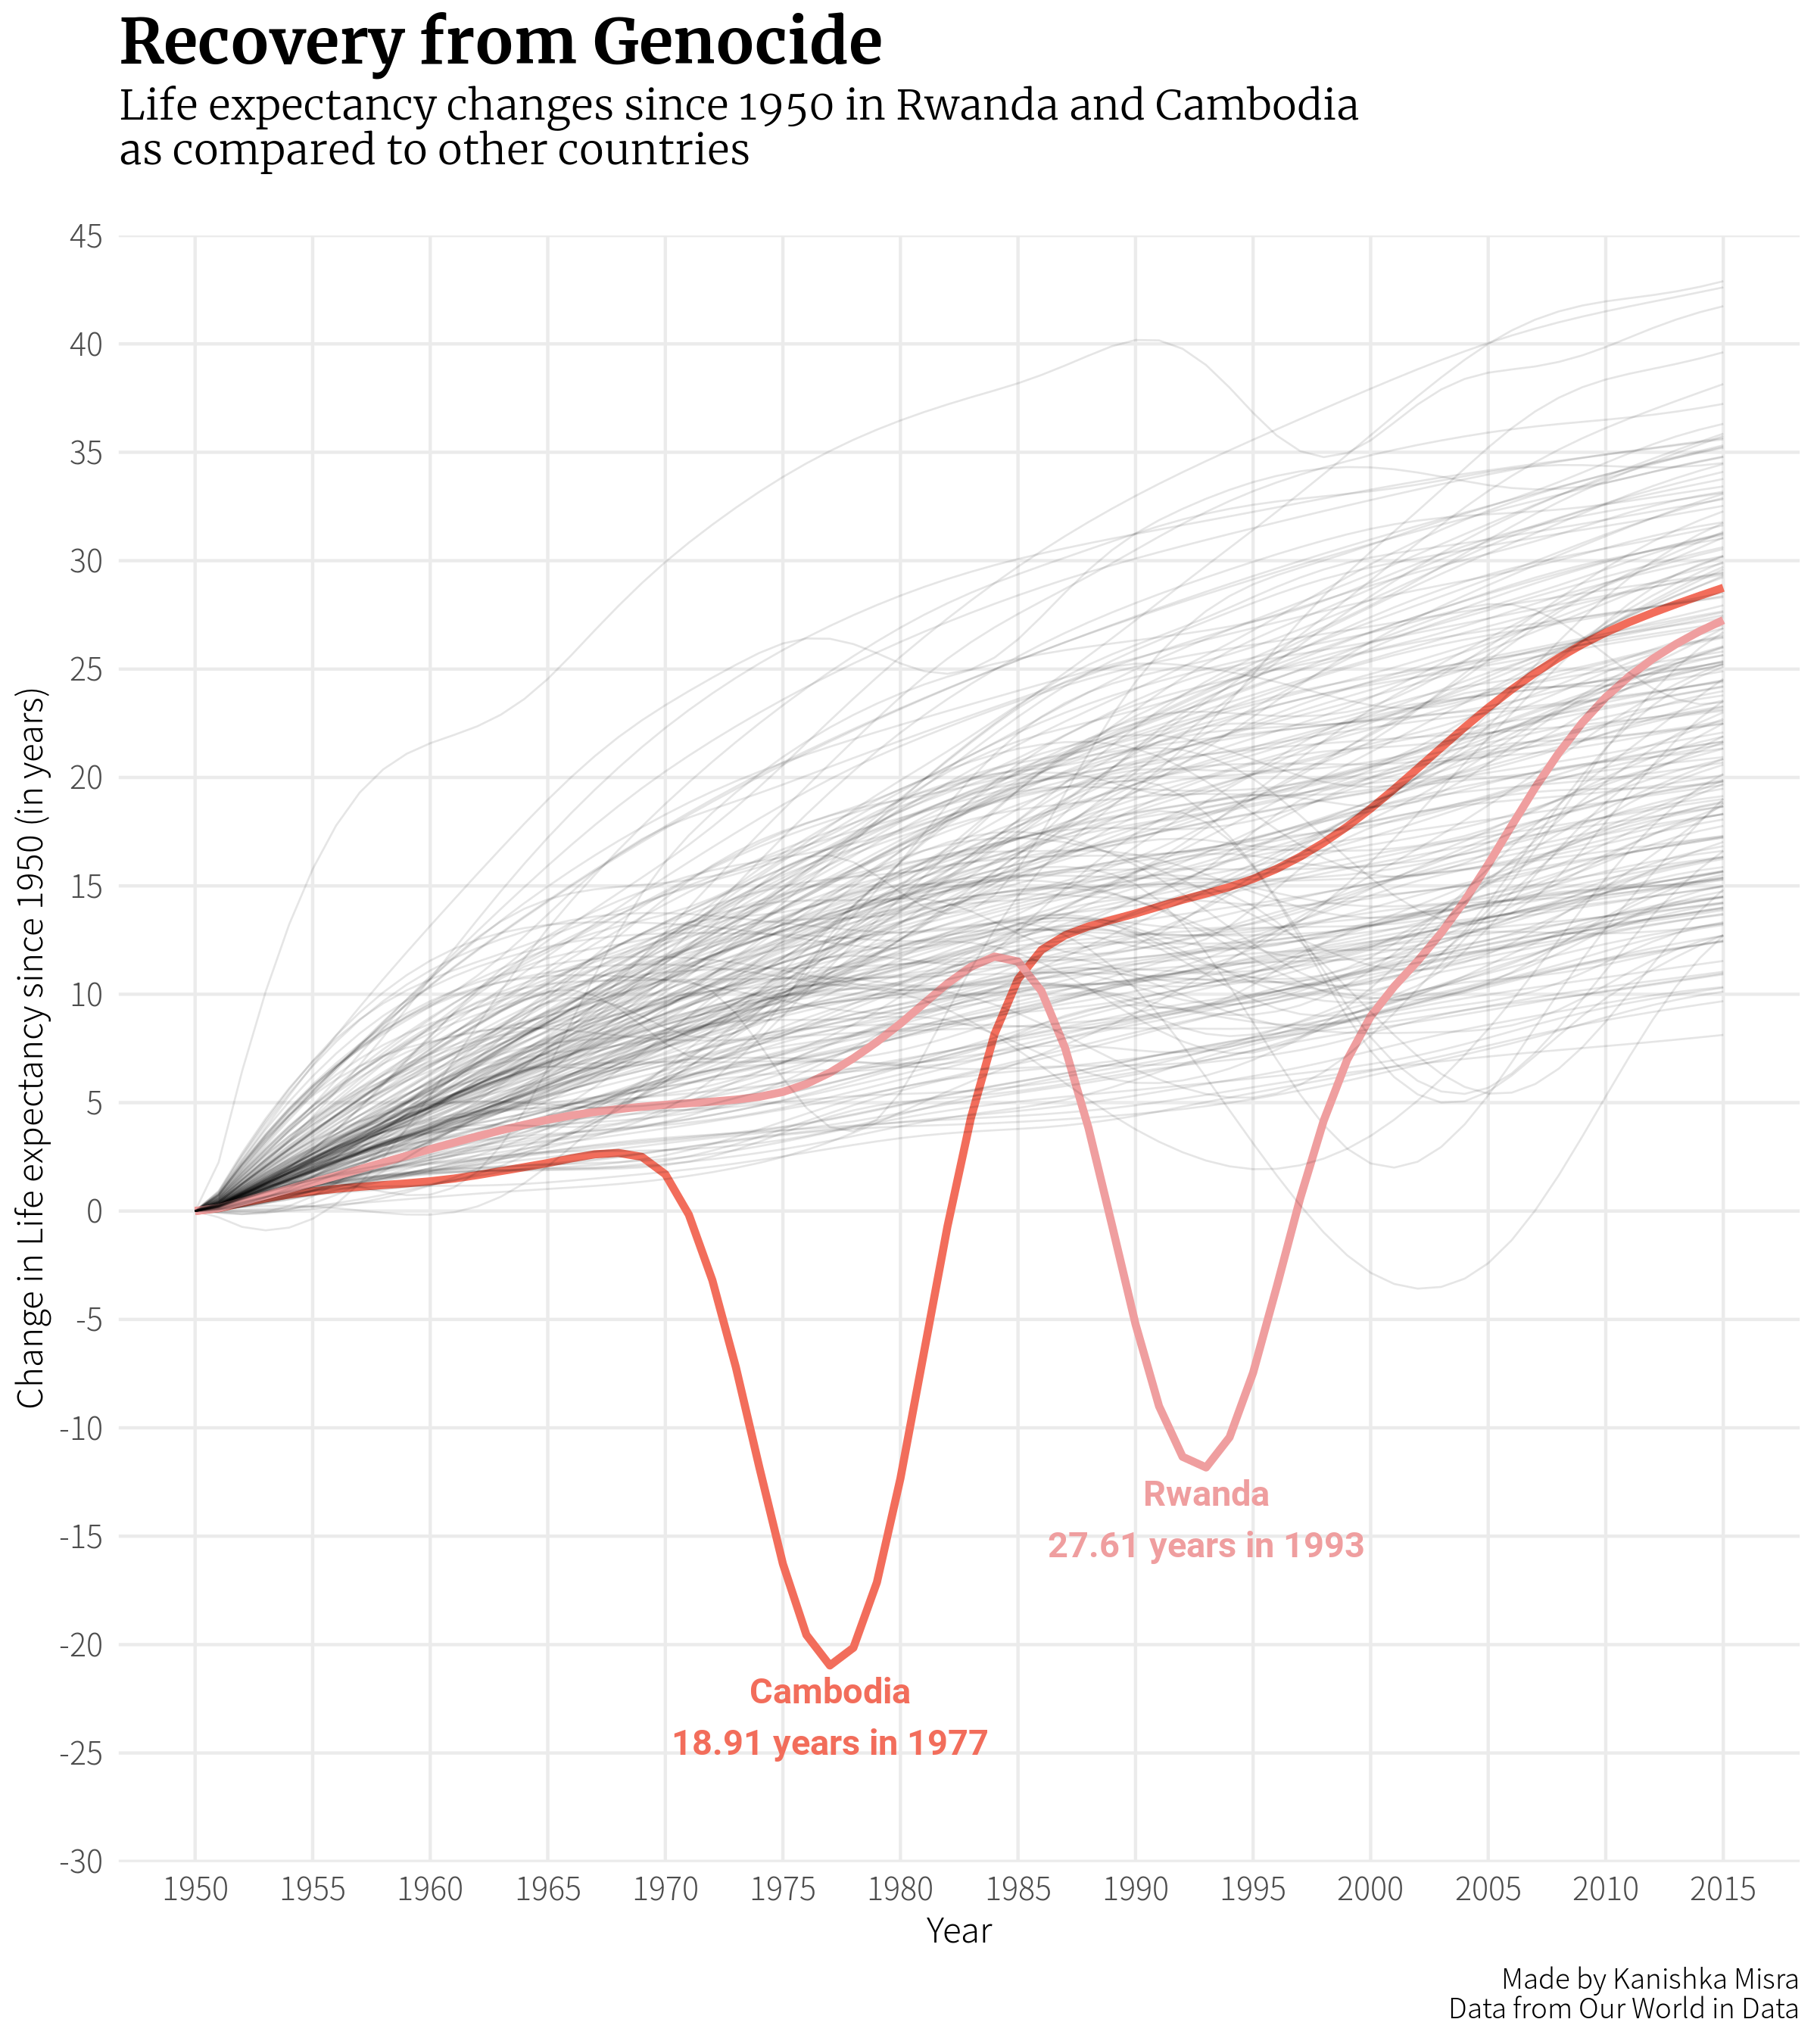 Recovery from Genocide
Life expectancy changes since 1950 in Rwanda and Cambodia
as compared to other countries
Change in Life expectancy since 1950 (in years)
45
40
35
30
25
20
15
10
5
0
-5
-10
-15
-20
-25
-30
Rwanda
27.61 years in 1993
Cambodia
18.91 years in 1977
1950 1955 1960 1965 1970 1975 1980 1985 1990 1995 2000 2005 2010 2015
Year
Made by Kanishka Misra
Data from Our World in Data